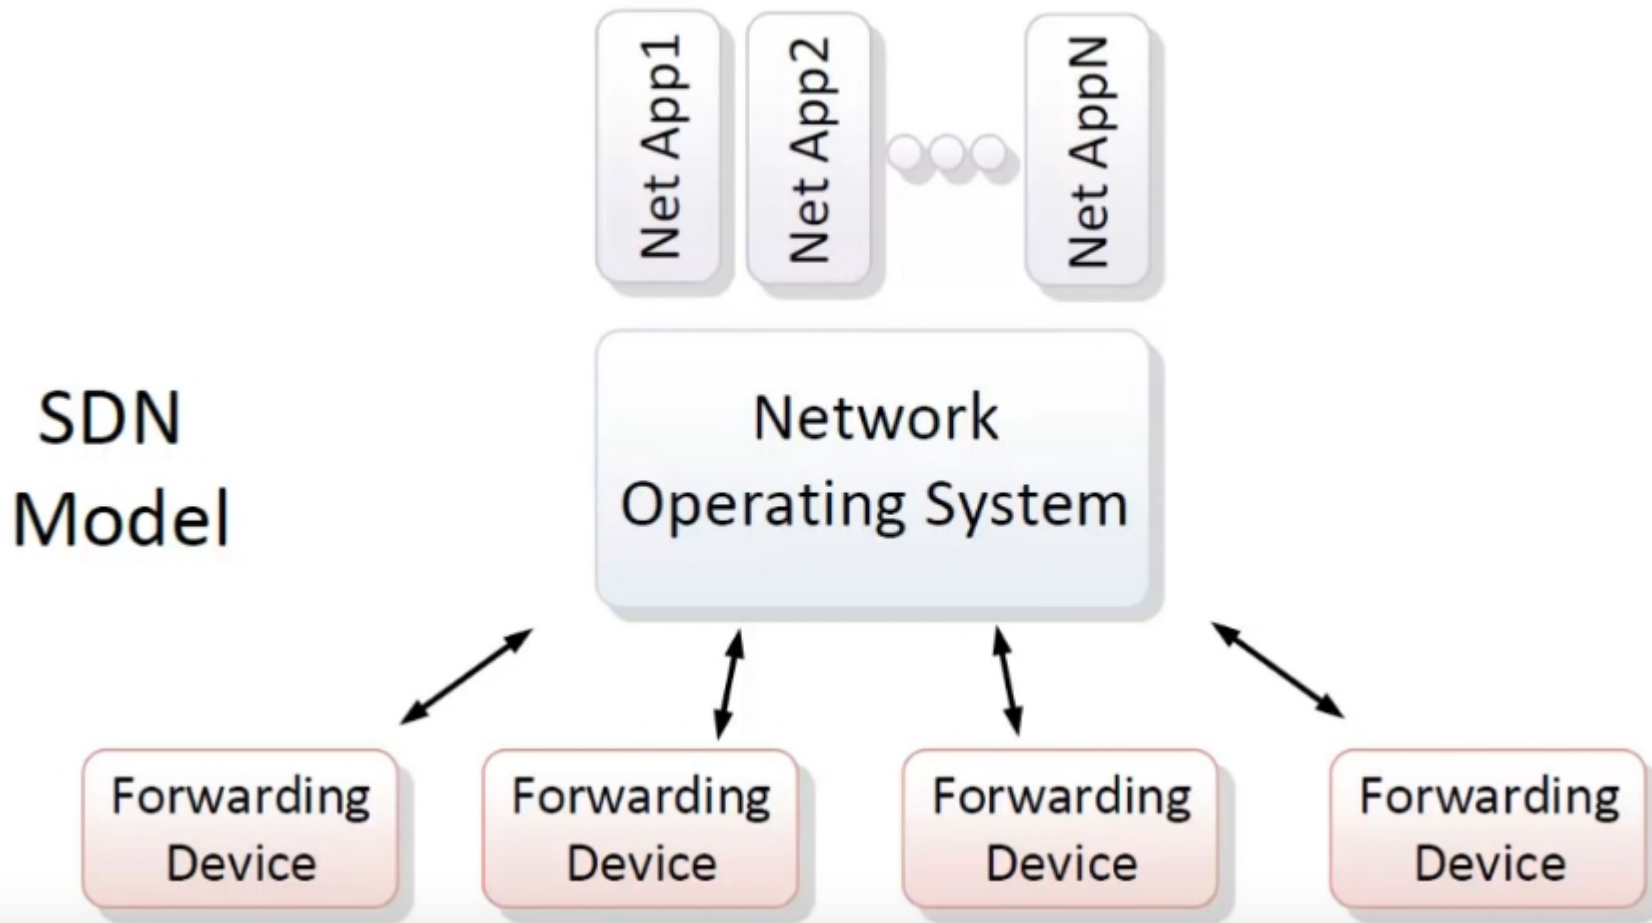 Net App1
Net App2
Net AppN
SDN
Model
Network
Operating System
Forwarding
Device
Forwarding
Device
Forwarding
Device
Forwarding
Device